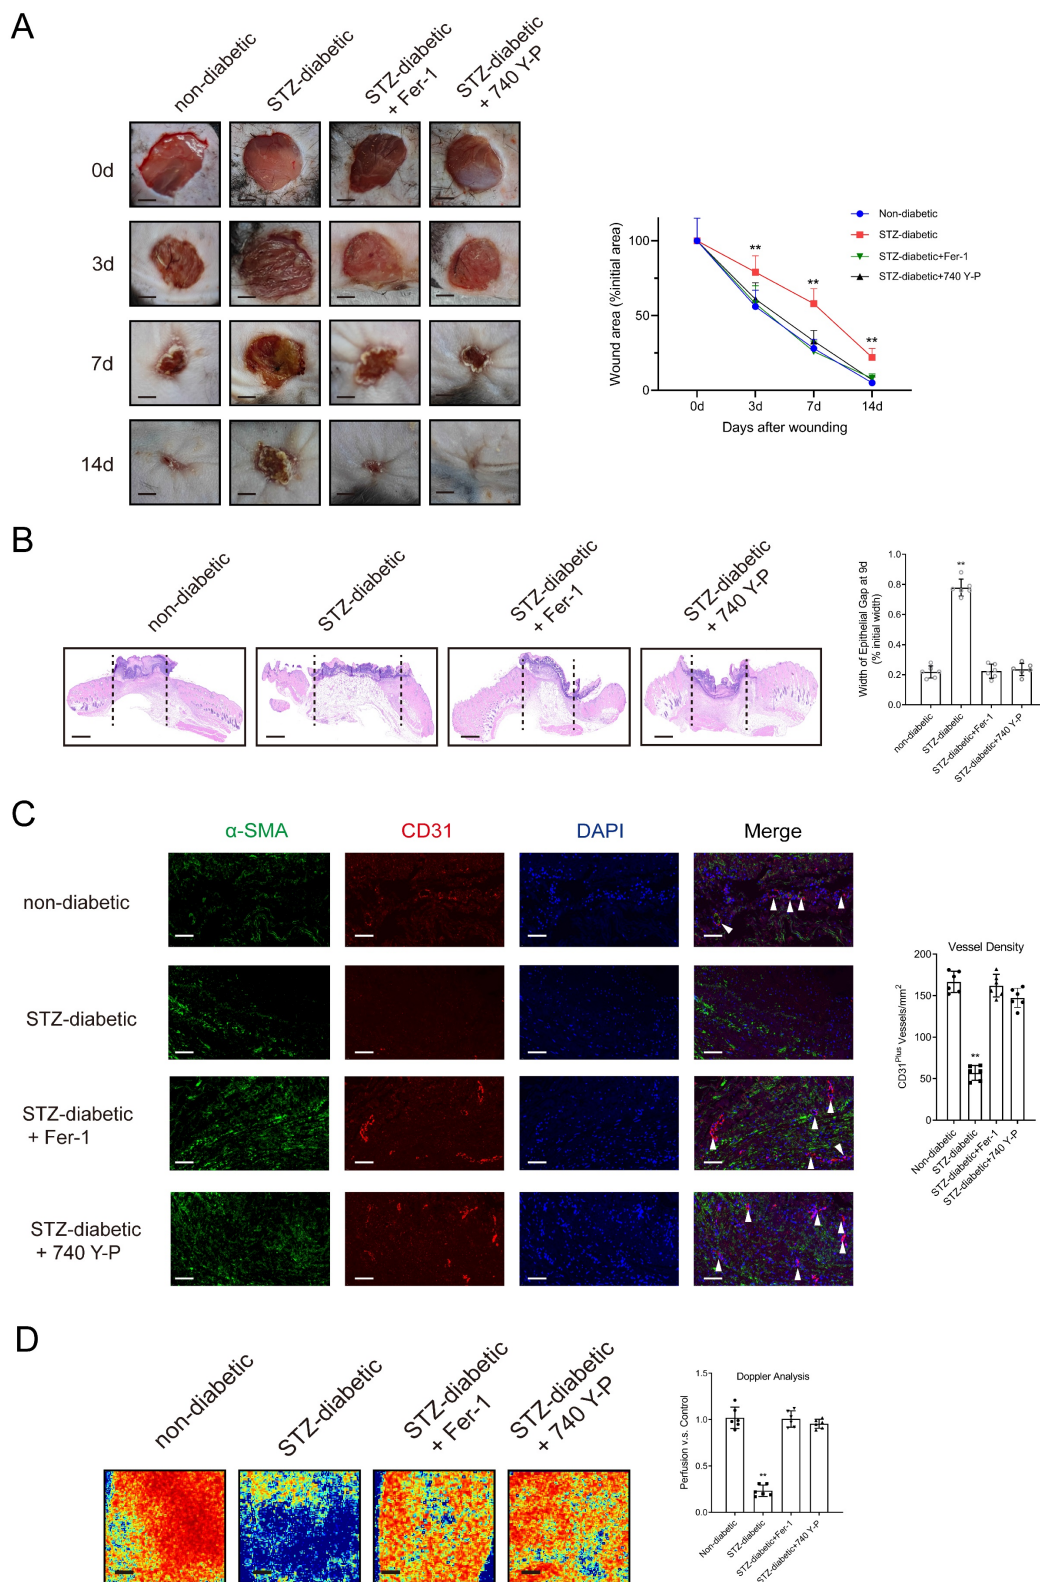 A
non-diabetic
STZ-diabetic
STZ-diabetic
+ Fer-1
STZ-diabetic
+ 740 Y-P
0d
3d
7d
14d
Wound area (%initial area)
100
50
0
**
**
**
0d
3d
7d
14d
Days after wounding
Non-diabetic
STZ-diabetic
STZ-diabetic+Fer-1
STZ-diabetic+740 Y-P
B
non-diabetic
STZ-diabetic
STZ-diabetic
+ Fer-1
STZ-diabetic
+ 740 Y-P
Width of Epithelial Gap at 9d
(% initial width)
1.0
0.8
0.6
0.4
0.2
0.0
**
non-diabetic
STZ-diabetic
STZ-diabetic+Fer-1
STZ-diabetic+740 Y-P
C
α-SMA
CD31
DAPI
Merge
non-diabetic
STZ-diabetic
STZ-diabetic
+ Fer-1
STZ-diabetic
+ 740 Y-P
Vessel Density
CD31Plus Vessels/mm2
200
150
100
50
0
**
Non-diabetic
STZ-diabetic
STZ-diabetic+Fer-1
STZ-diabetic+740 Y-P
D
non-diabetic
STZ-diabetic
STZ-diabetic
+ Fer-1
STZ-diabetic
+ 740 Y-P
Doppler Analysis
Perfusion v.s. Control
1.5
1.0
0.5
0.0
**
Non-diabetic
STZ-diabetic
STZ-diabetic+Fer-1
STZ-diabetic+740 Y-P